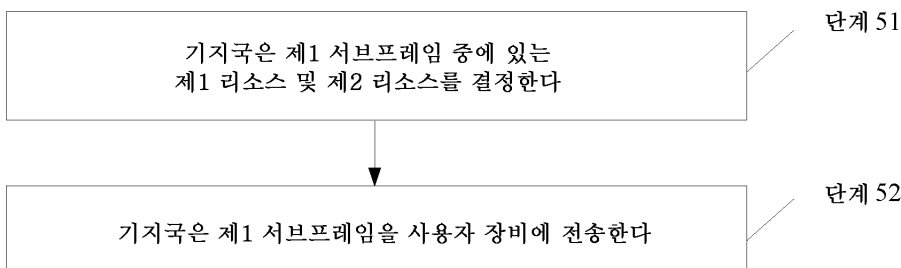 단계 51
기지국은 제1 서브프레임 중에 있는
제1 리소스 및 제2 리소스를 결정한다
단계 52
기지국은 제1 서브프레임을 사용자 장비에 전송한다